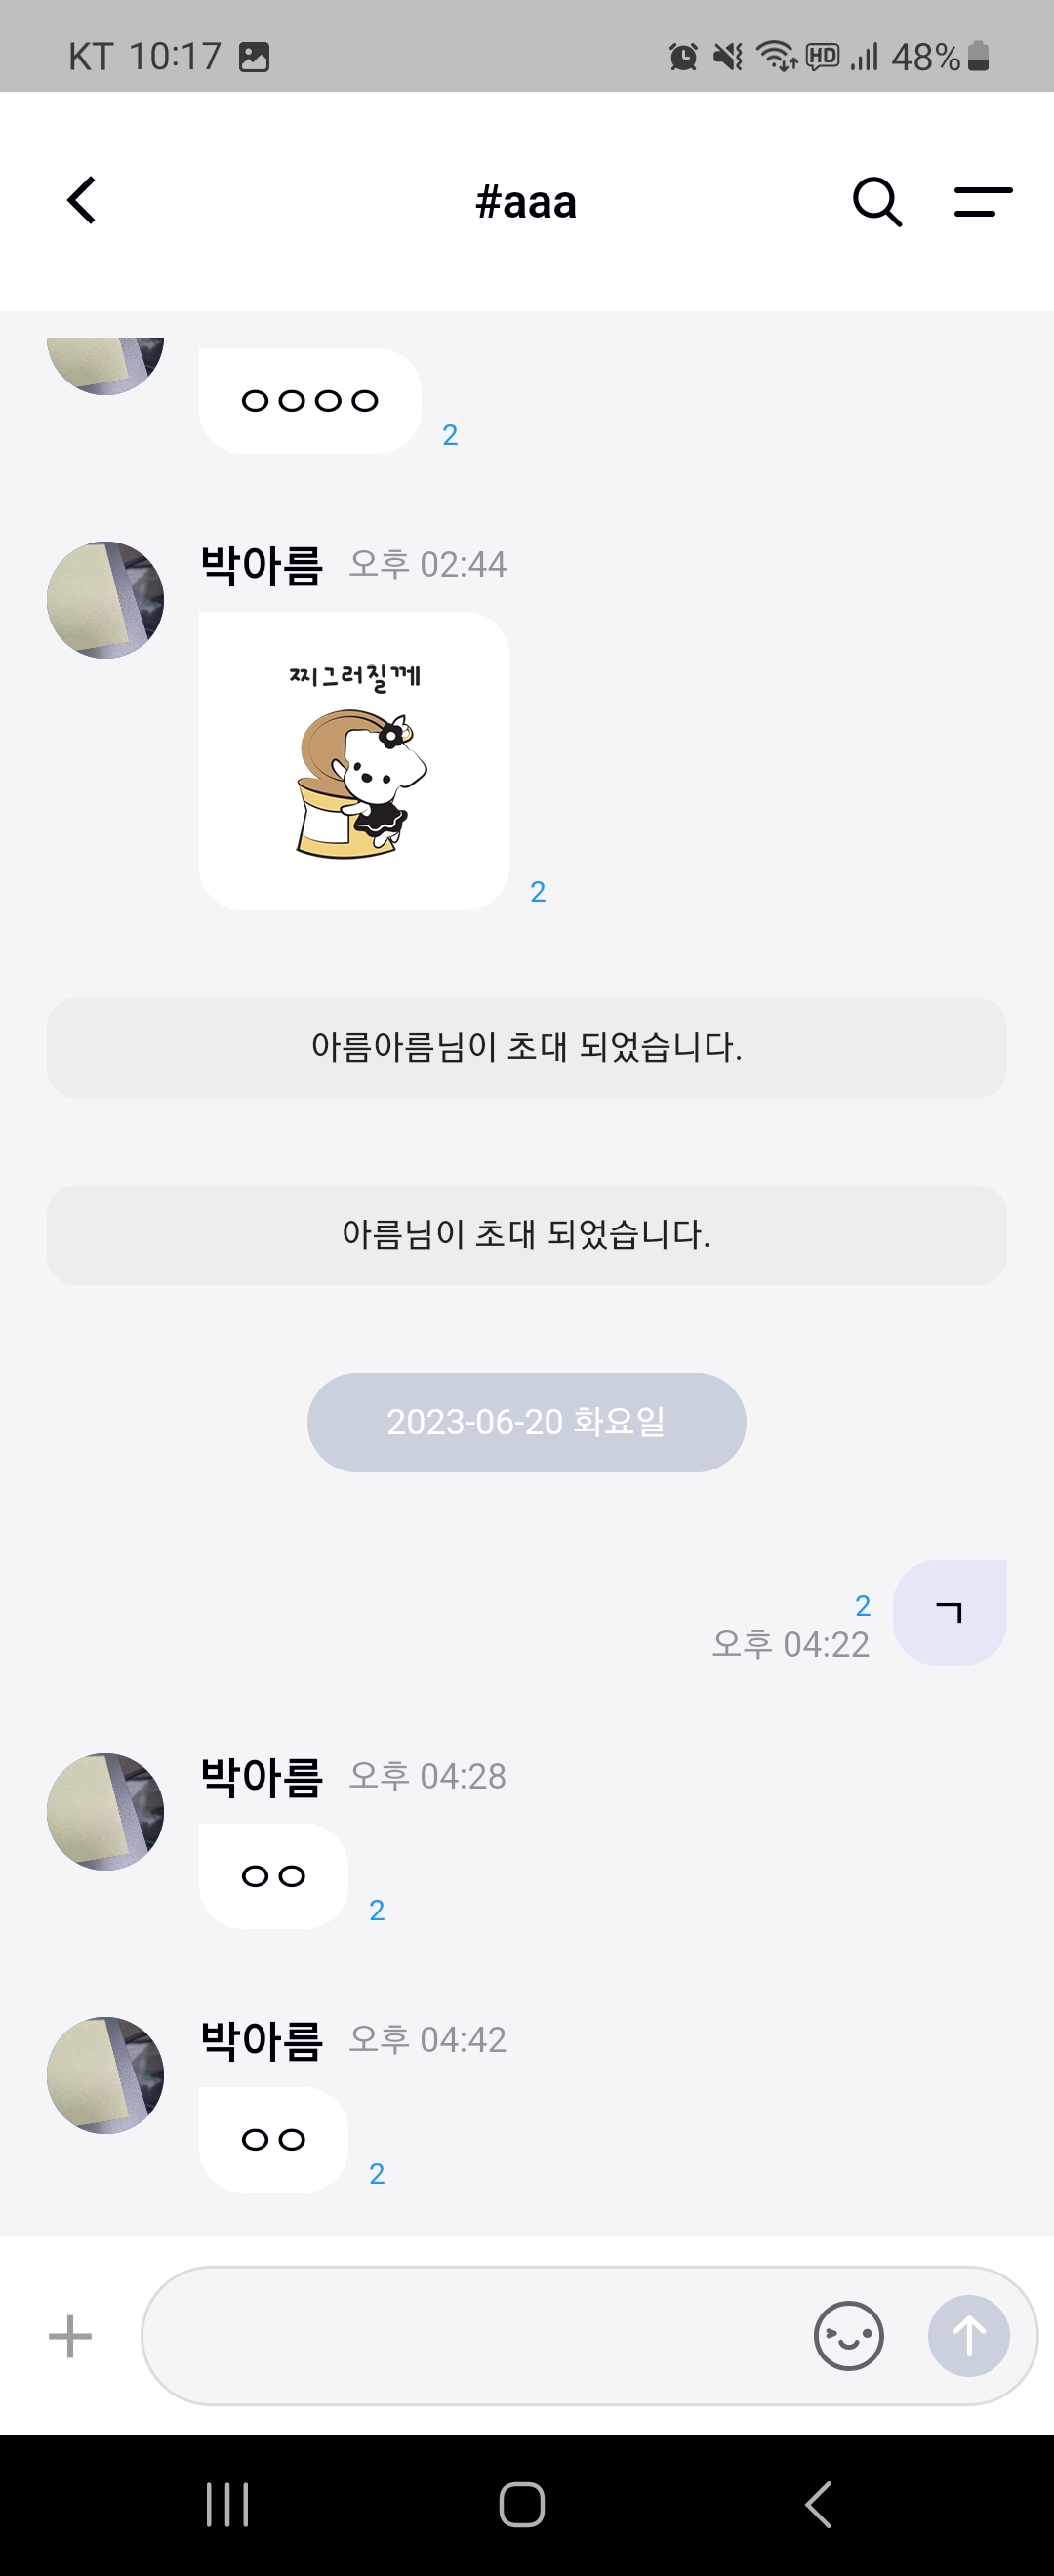 KT 10:17 HD 48%
#aaa
ㅇㅇㅇㅇ
2
박아름 오후 02:44
찌그러질께
2
아름아름님이 초대 되었습니다.
아름님이 초대 되었습니다.
2023-06-20 화요일
2
오후 04:22 ㄱ
박아름 오후 04:28
ㅇㅇ
2
박아름 오후 04:42
ㅇㅇ
2